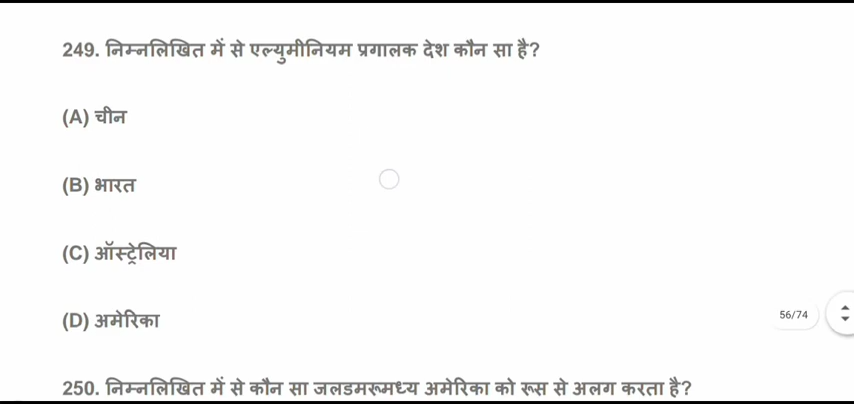 249. निम्नलिखित में से एल्युमीनियम प्रगालक देश कौन सा है?
(A) चीन
(B) भारत
(C) ऑस्ट्रेलिया
(D) अमेरिका
56/74
250. निम्नलिखित में से कौन सा जलडमरूमध्य अमेरिका को रूस से अलग करता है?